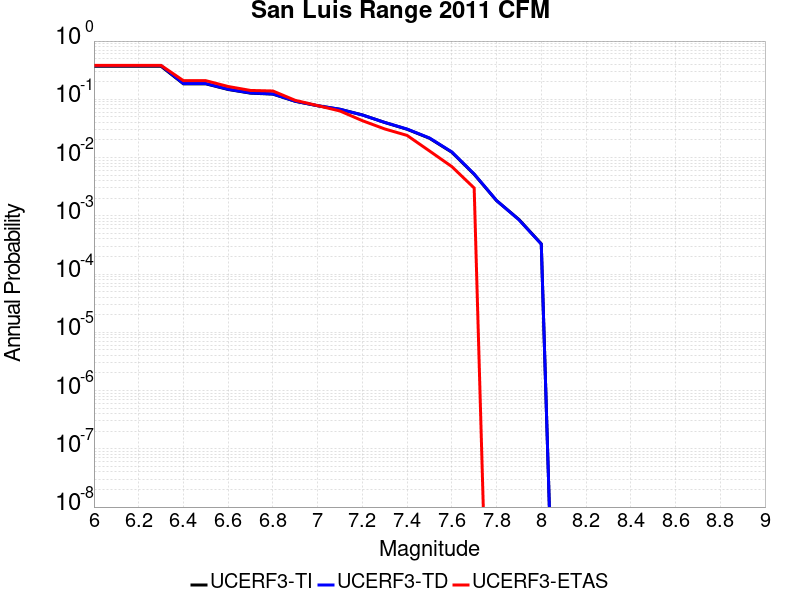 San Luis Range 2011 CFM
10 0
10 -1
10 -2
10 -3
10 -4
10 -5
10 -6
10 -7
10 -8
Annual Probability
6 6.2 6.4 6.6 6.8 7 7.2 7.4 7.6 7.8 8 8.2 8.4 8.6 8.8 9
Magnitude
UCERF3-TI UCERF3-TD UCERF3-ETAS